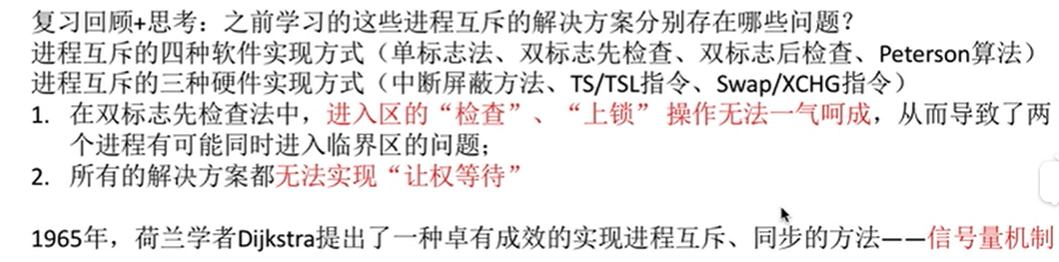 复习回顾+思考：之前学习的这些进程互斥的解决方案分别存在哪些问题？
进程互斥的四种软件实现方式（单标志法、双标志先检查、双标志后检查、Peterson算法）
进程互斥的三种硬件实现方式（中断屏蔽方法、TS/TSL指令、Swap/XCHG指令）
1. 在双标志先检查法中，进入区的“检查”、“上锁” 操作无法一气呵成，从而导致了两
个进程有可能同时进入临界区的问题；
2. 所有的解决方案都无法实现“让权等待”
1965年，荷兰学者Dijkstra提出了一种卓有成效的实现进程互斥、同步的方法——信号量机制